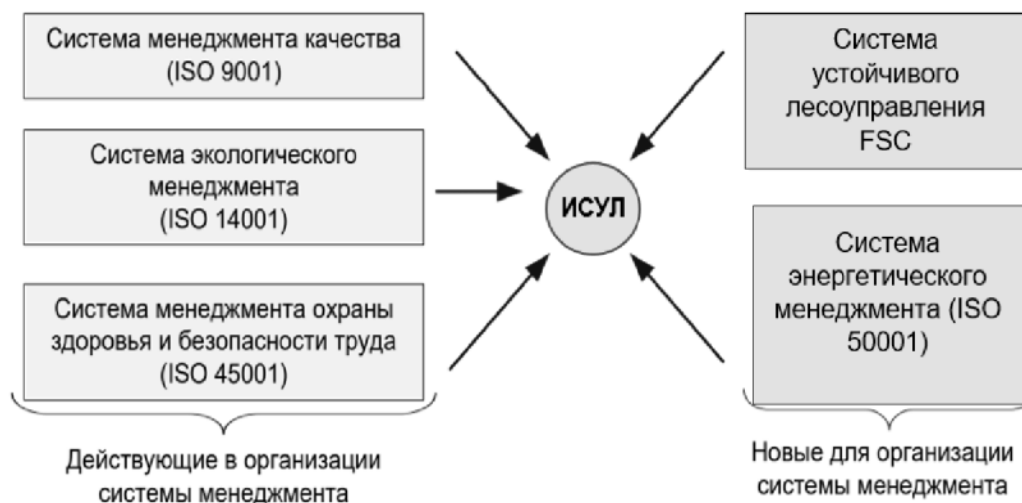 Система менеджмента качества
(ISO 9001)
Система экологического
менеджмента
(ISO 14001)
Система менеджмента охраны
здоровья и безопасности труда
(ISO 45001)
Действующие в организации
системы менеджмента
ИСУЛ
Система
устойчивого
лесоуправления
FSC
Система
энергетического
менеджмента (ISO
50001)
Новые для организации
системы менеджмента